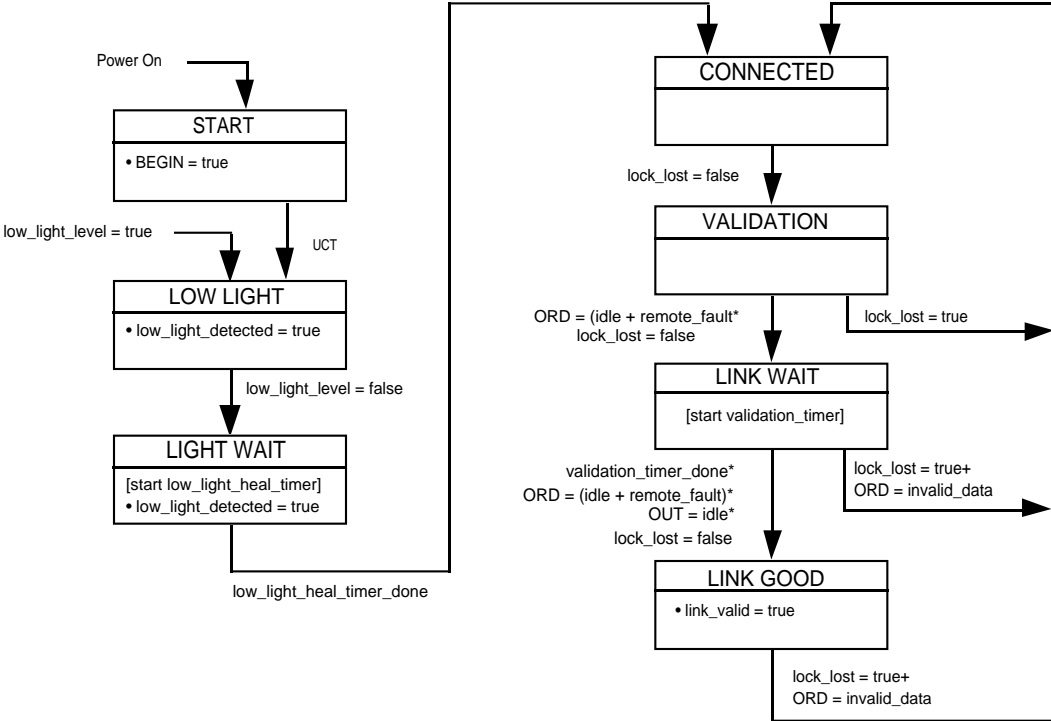 Power On
START
• BEGIN = true
low_light_level = true
UCT
LOW LIGHT
• low_light_detected = true
low_light_level = false
LIGHT WAIT
[start low_light_heal_timer]
• low_light_detected = true
low_light_heal_timer_done
CONNECTED
lock_lost = false
VALIDATION
ORD = (idle + remote_fault*
lock_lost = false
lock_lost = true
LINK WAIT
[start validation_timer]
validation_timer_done*
ORD = (idle + remote_fault)*
OUT = idle*
lock_lost = false
lock_lost = true+
ORD = invalid_data
LINK GOOD
• link_valid = true
lock_lost = true+
ORD = invalid_data